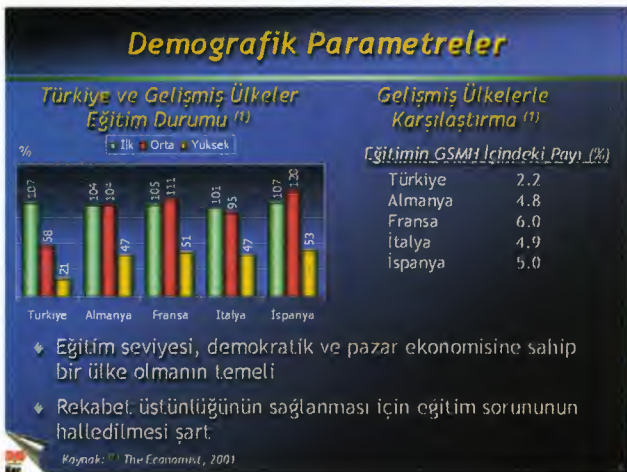 Demografik Parametreler
Türkiye ve Gelişmiş Ülkeler
Eğitim Durumu (1)
İlk Orta Yüksek
%
107 58 21 104 104 47 105 111 51 101 95 47 107 120 53
Türkiye Almanya Fransa İtalya İspanya
Gelişmiş Ülkelerle
Karşılaştırma (1)
Eğitimin GSMH İçindeki Payı (%)
Türkiye 2.2
Almanya 4.8
Fransa 6.0
İtalya 4.9
İspanya 5.0
Eğitim seviyesi, demokratik ve pazar ekonomisine sahip
bir ülke olmanın temeli
Rekabet üstünlüğünün sağlanması için eğitim sorununun
halledilmesi şart
Kaynak: (1) The Economist, 2001